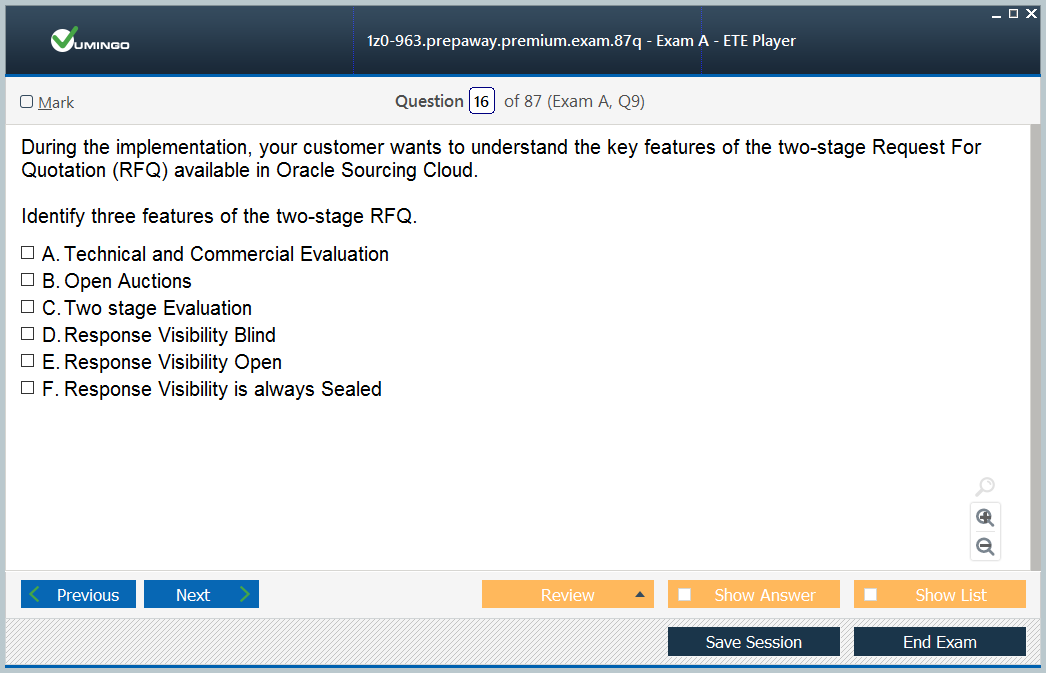 VUMINGO
1z0-963.prepaway.premium.exam.87q - Exam A - ETE Player
Mark
Question 16 of 87 (Exam A, Q9)
During the implementation, your customer wants to understand the key features of the two-stage Request For
Quotation (RFQ) available in Oracle Sourcing Cloud.
Identify three features of the two-stage RFQ.
A. Technical and Commercial Evaluation
B. Open Auctions
C. Two stage Evaluation
D. Response Visibility Blind
E. Response Visibility Open
F. Response Visibility is always Sealed
Previous
Next
Review
Show Answer
Show List
Save Session
End Exam